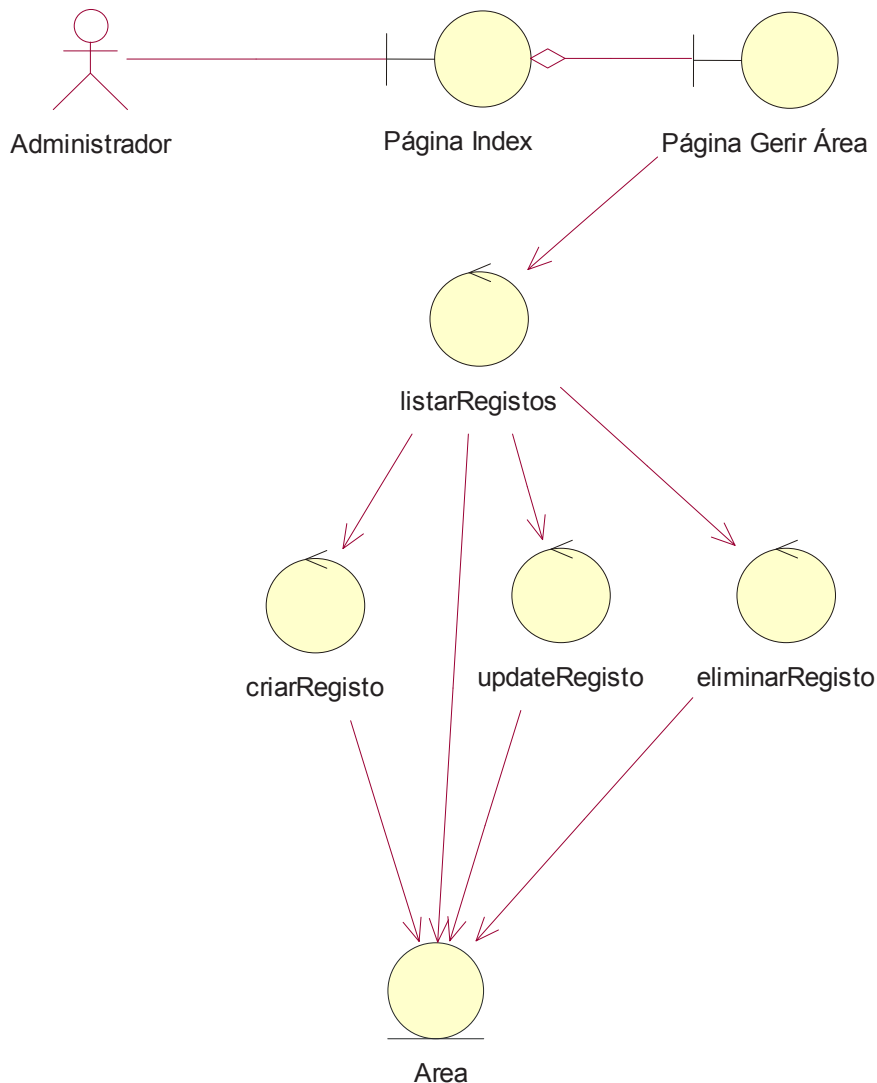 Administrador
Página Index
Página Gerir Área
listarRegistos
criarRegisto
updateRegisto
eliminarRegisto
Area